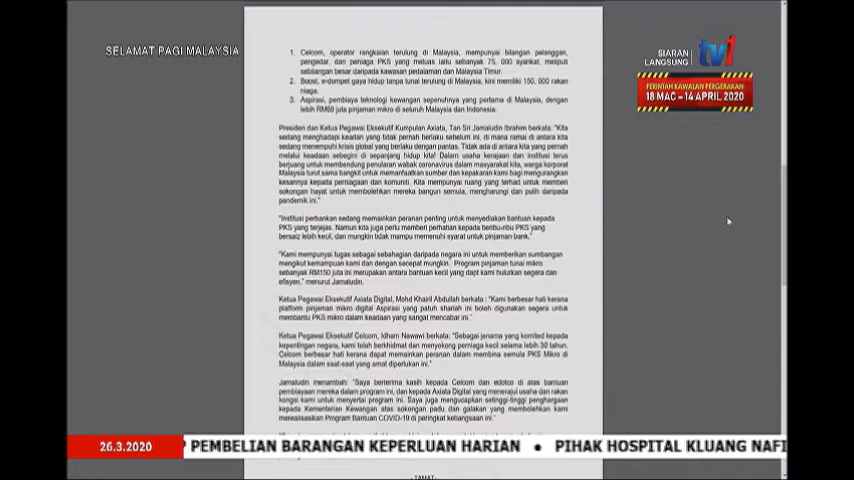 SELAMAT PAGI MALAYSIA
SIARAN
LANGSUNG
tv1
PERINTAH KAWALAN PERGERAKAN
18 MAC – 14 APRIL 2020
1. Celcom, operator rangkaian terulung di Malaysia, mempunyai bilangan pelanggan,
pengedar, dan peniaga PKS yang meluas iaitu sebanyak 75, 000 syarikat, meliputi
sebilangan besar daripada kawasan pedalaman dan Malaysia Timur.
2. Boost, e-dompet gaya hidup tanpa tunai terulung di Malaysia, kini memiliki 150, 000 rakan
niaga.
3. Aspirasi, pembiaya teknologi kewangan sepenuhnya yang pertama di Malaysia, dengan
lebih RM60 juta pinjaman mikro di seluruh Malaysia dan Indonesia.
Presiden dan Ketua Pegawai Eksekutif Kumpulan Axiata, Tan Sri Jamaludin Ibrahim berkata: "Kita
sedang menghadapi keadan yang tidak pernah berlaku sebelum ini, di mana ramai di antara kita
sedang menempuhi krisis global yang berlaku dengan pantas. Tidak ada di antara kita yang pernah
melalui keadaan sebegini di sepanjang hidup kita! Dalam usaha kerajaan dan institusi terus
berjuang untuk membendung penularan wabak coronavirus dalam masyarakat kita, warga korporat
Malaysia turut sama bangkit untuk memanfaatkan sumber dan kepakaran kami bagi mengurangkan
kesannya kepada perniagaan dan komuniti. Kita mempunyai ruang yang terhad untuk memberi
sokongan hayat untuk membolehkan mereka bangun semula, mengharungi dan pulih daripada
pandemik ini."
"Institusi perbankan sedang memainkan peranan penting untuk menyediakan bantuan kepada
PKS yang terjejas. Namun kita juga perlu memberi perhatian kepada beribu-ribu PKS yang
bersaiz lebih kecil, dan mungkin tidak mampu memenuhi syarat untuk pinjaman bank."
"Kami mempunyai tugas sebagai sebahagian daripada negara ini untuk memberikan sumbangan
mengikut kemampuan kami dan dengan secepat mungkin. Program pinjaman tunai mikro
sebanyak RM150 juta ini merupakan antara bantuan kecil yang dapt kami hulurkan segera dan
efisyen," menurut Jamaludin.
Ketua Pegawai Eksekutif Axiata Digital, Mohd Khairil Abdullah berkata : "Kami berbesar hati kerana
platform pinjaman mikro digital Aspirasi yang patuh shariah ini boleh digunakan segera untuk
membantu PKS mikro dalam keadaan yang sangat mencabar ini."
Ketua Pegawai Eksekutif Celcom, Idham Nawawi berkata: "Sebagai jenama yang komited kepada
kepentingan negara, kami telah berkhidmat dan menyokong perniaga kecil selama lebih 30 tahun.
Celcom berbesar hati kerana dapat memainkan peranan dalam membina semula PKS Mikro di
Malaysia dalam saat-saat yang amat diperlukan ini."
Jamaludin menambah: "Saya berterima kasih kepada Celcom dan edotco di atas bantuan
pembiayaan mereka dalam program ini, dan kepada Axiata Digital yang menerajui usaha dan rakan
kongsi kami untuk menyertai program ini. Saya juga mengucapkan setinggi-tinggi penghargaan
kepada Kementerian Kewangan atas sokongan padu dan galakan yang membolehkan kami
merealisasikan Program Bantuan COVID-19 di peringkat kebangsaan ini."
26.3.2020
P PEMBELIAN BARANGAN KEPERLUAN HARIAN • PIHAK HOSPITAL KLUANG NAFI
-TAMAT-